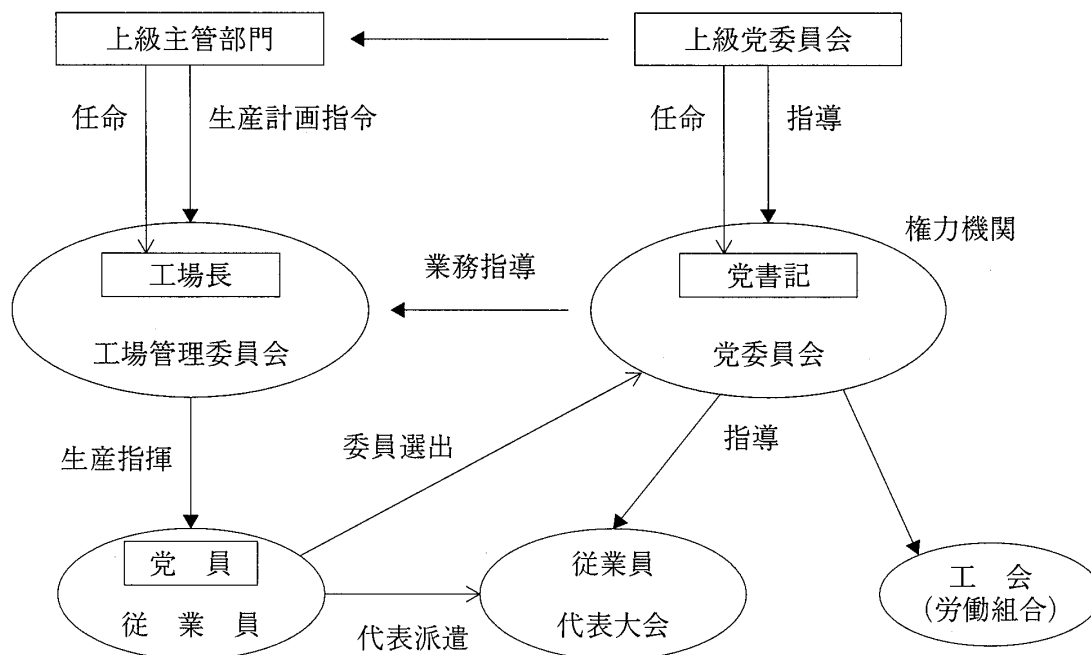 上級主管部門
上級党委員会
任命
生産計画指令
任命
指導
権力機関
工場長
業務指導
党書記
工場管理委員会
党委員会
生産指揮
委員選出
指導
党 員
従業員
工 会
従 業 員
代表派遣
代表大会
(労働組合)